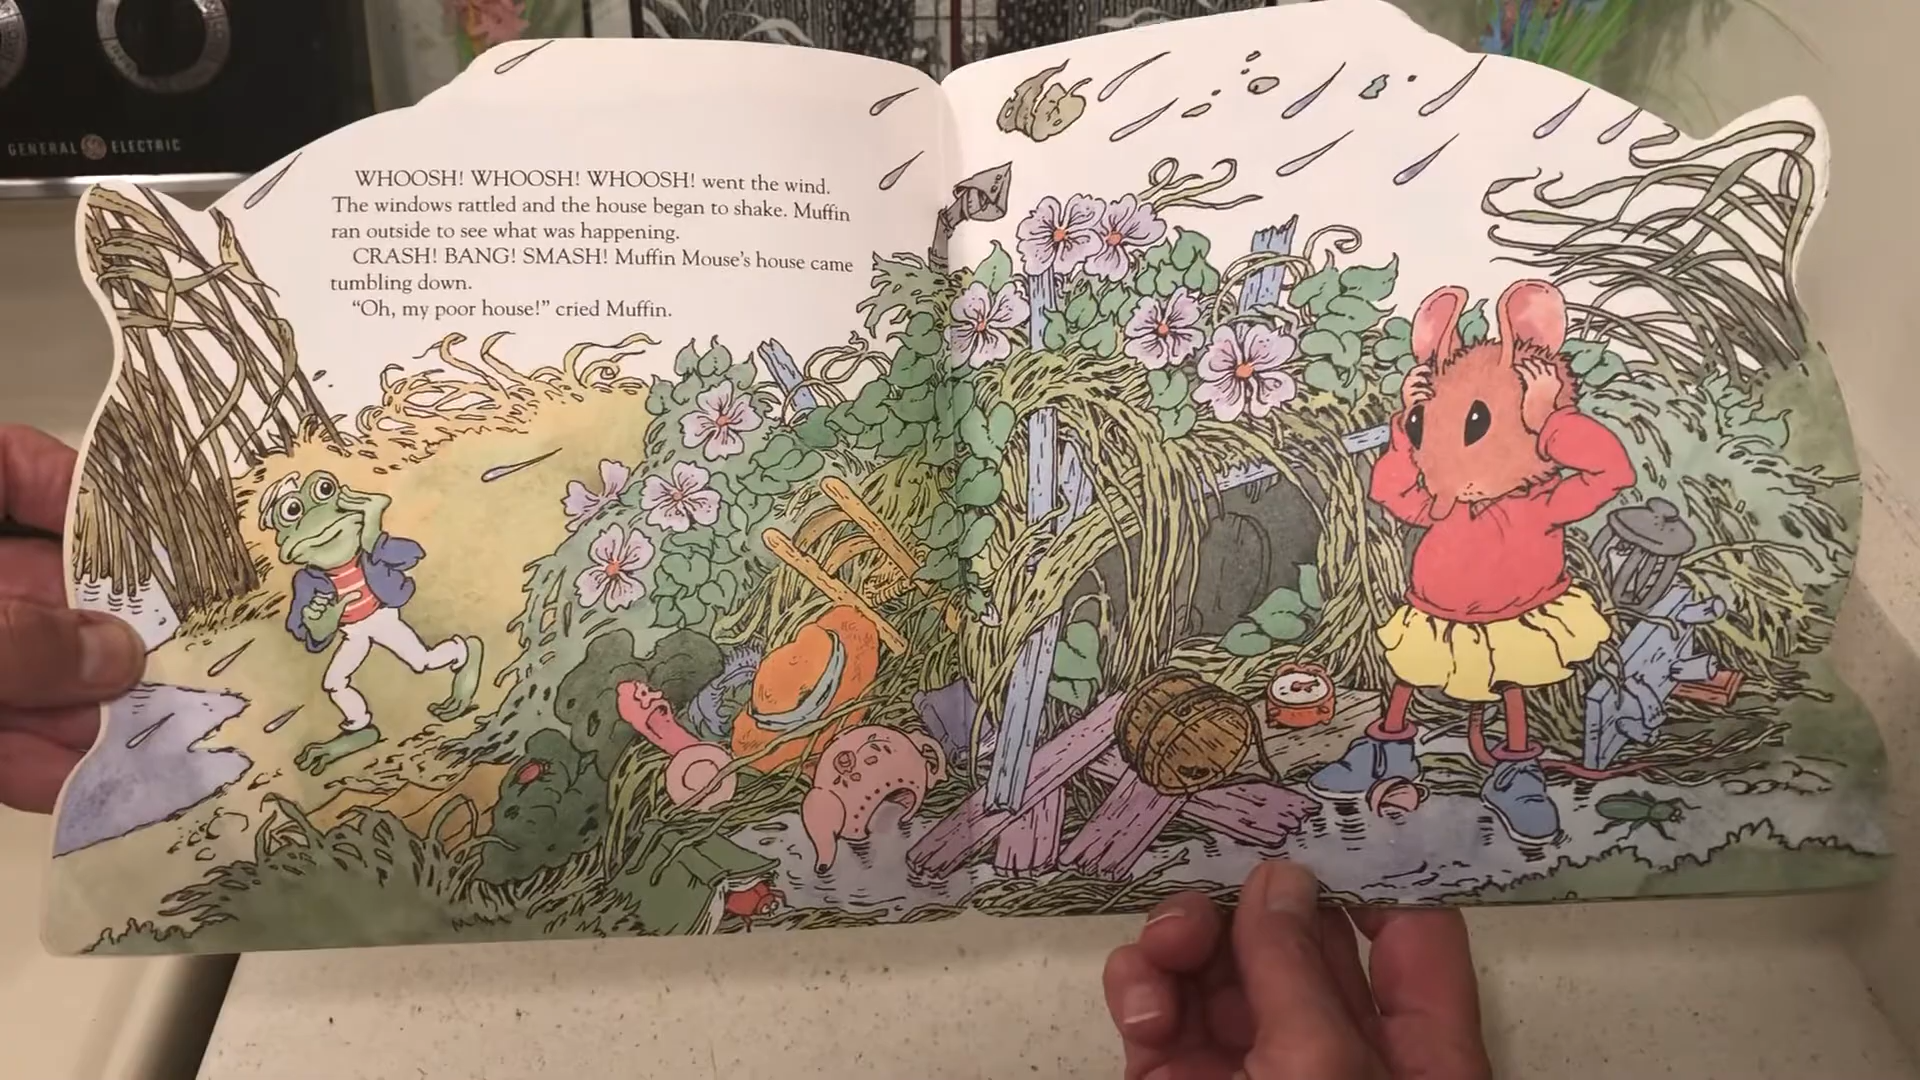 GENERAL ELECTRIC
WHOOSH! WHOOSH! WHOOSH! went the wind.
The windows rattled and the house began to shake. Muffin
ran outside to see what was happening.
CRASH! BANG! SMASH! Muffin Mouse's house came
tumbling down.
“Oh, my poor house!” cried Muffin.